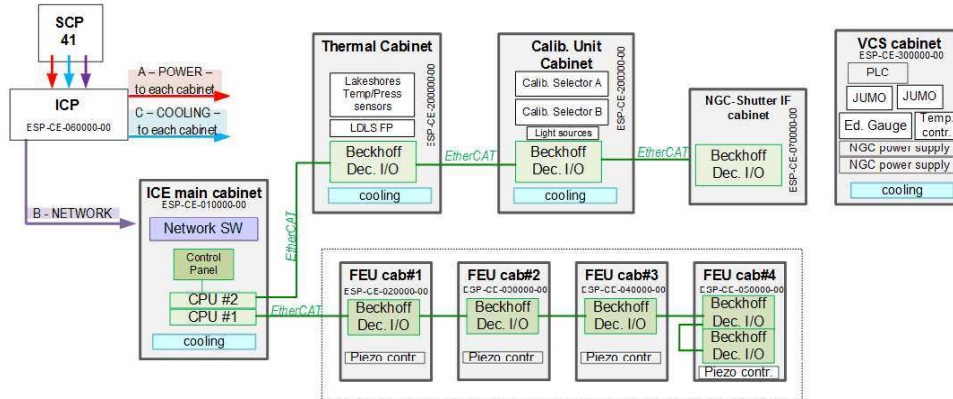 SCP
41
A – POWER –
to each cabinet
C – COOLING –
to each cabinet
ICP
ESP-CE-060000-00
B - NETWORK
ICE main cabinet
ESP-CE-010000-00
Network SW
Control
Panel
CPU #2
CPU #1
cooling
EtherCAT
EtherCAT
Thermal Cabinet
Lakeshores
Temp/Press
sensors
LDLS FP
Beckhoff
Dec. I/O
cooling
ESP-CE-200000-00
EtherCAT
Calib. Unit
Cabinet
Calib. Selector A
Calib. Selector B
Light sources
Beckhoff
Dec. I/O
cooling
ESP-CE-200300-00
EtherCAT
NGC-Shutter IF
cabinet
Beckhoff
Dec. I/O
ESP-CE-070000-00
VCS cabinet
ESP-CE-300000-00
PLC
JUMO
JUMO
Ed. Gauge
Temp.
contr.
NGC power supply
NGC power supply
cooling
FEU cab#1
ESP-CE-020000-00
Beckhoff
Dec. I/O
Piezo contr.
FEU cab#2
ESP-CE-030000-00
Beckhoff
Dec. I/O
Piezo contr.
FEU cab#3
ESP-CE-040000-00
Beckhoff
Dec. I/O
Piezo contr.
FEU cab#4
ESP-CE-050000-00
Beckhoff
Dec. I/O
Beckhoff
Dec. I/O
Piezo contr.